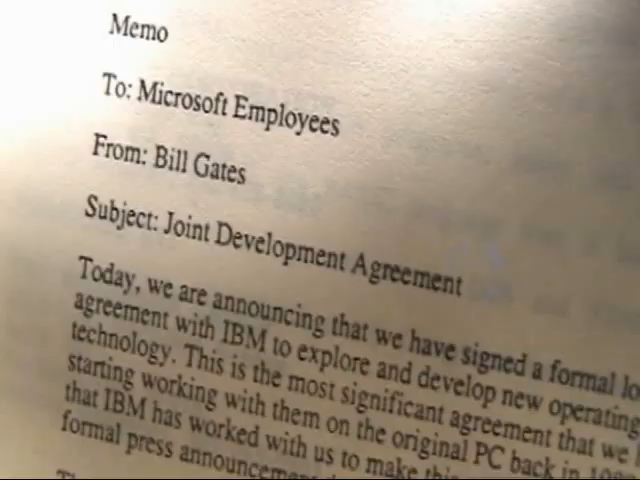 Memo
To: Microsoft Employees
From: Bill Gates
Subject: Joint Development Agreement
Today, we are announcing that we have signed a formal
agreement with IBM to explore and develop new operating
technology. This is the most significant agreement that we
starting working with them on the original PC back in
that IBM has worked with us to make this
formal press announcement